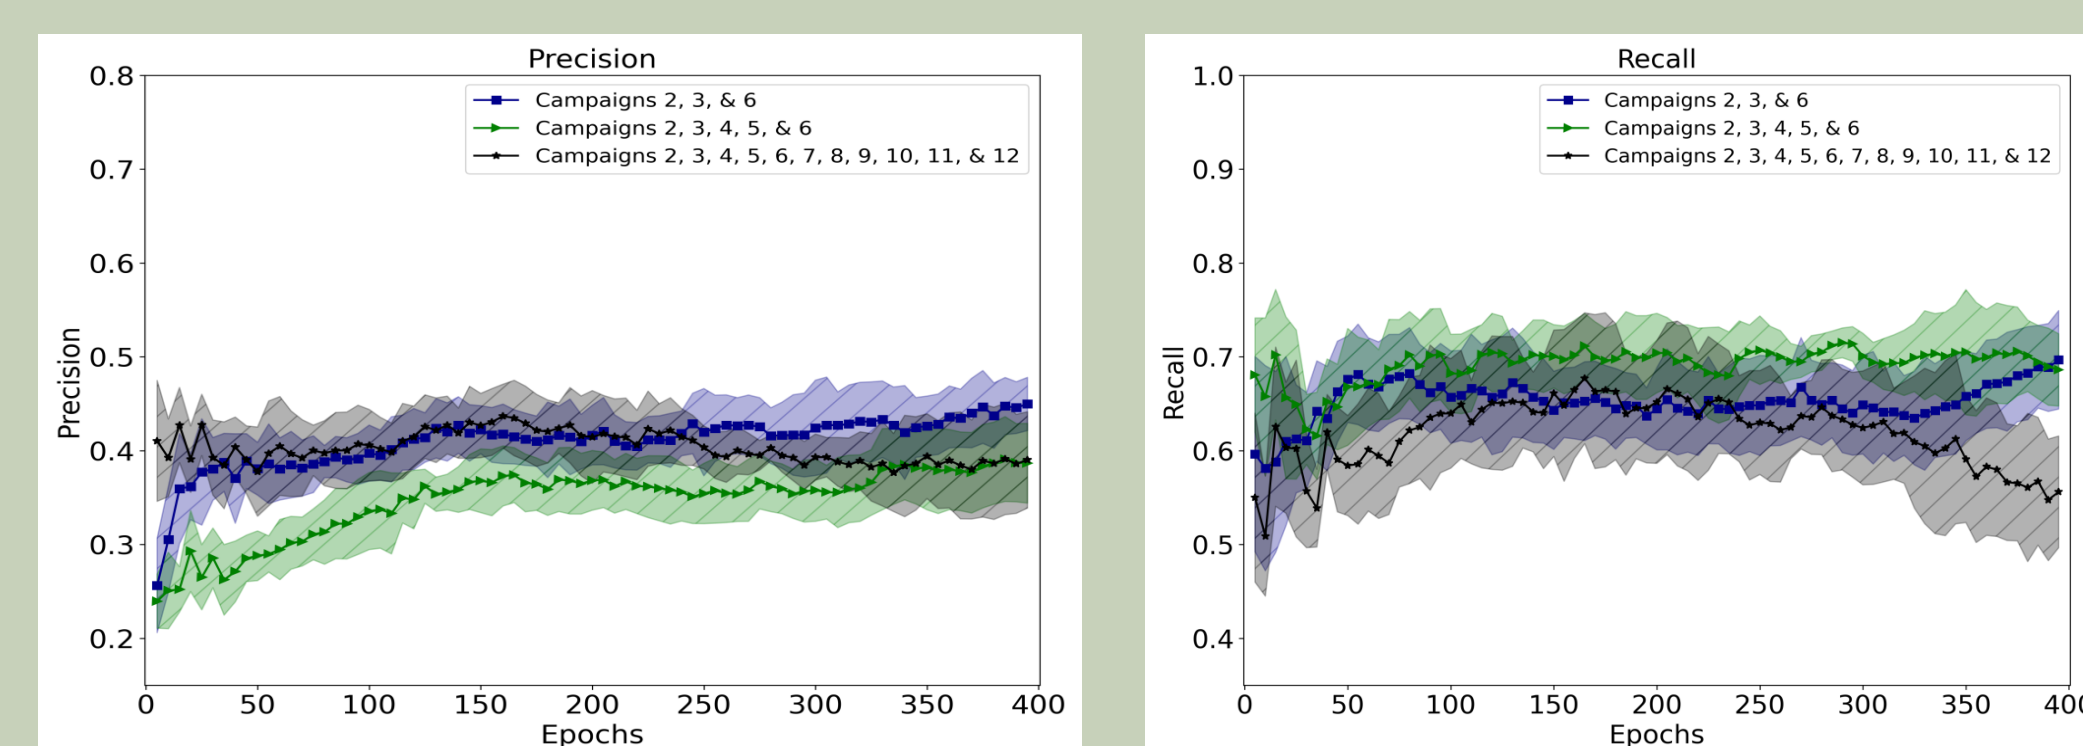 Precision
0.8
0.7
0.6
0.5
0.4
0.3
0.2
Precision
Campaigns 2, 3, & 6
Campaigns 2, 3, 4, 5, & 6
Campaigns 2, 3, 4, 5, 6, 7, 8, 9, 10, 11, & 12
0 50 100 150 200 250 300 350 400
Epochs
Recall
1.0
0.9
0.8
0.7
0.6
0.5
0.4
Recall
Campaigns 2, 3, & 6
Campaigns 2, 3, 4, 5, & 6
Campaigns 2, 3, 4, 5, 6, 7, 8, 9, 10, 11, & 12
0 50 100 150 200 250 300 350 400
Epochs